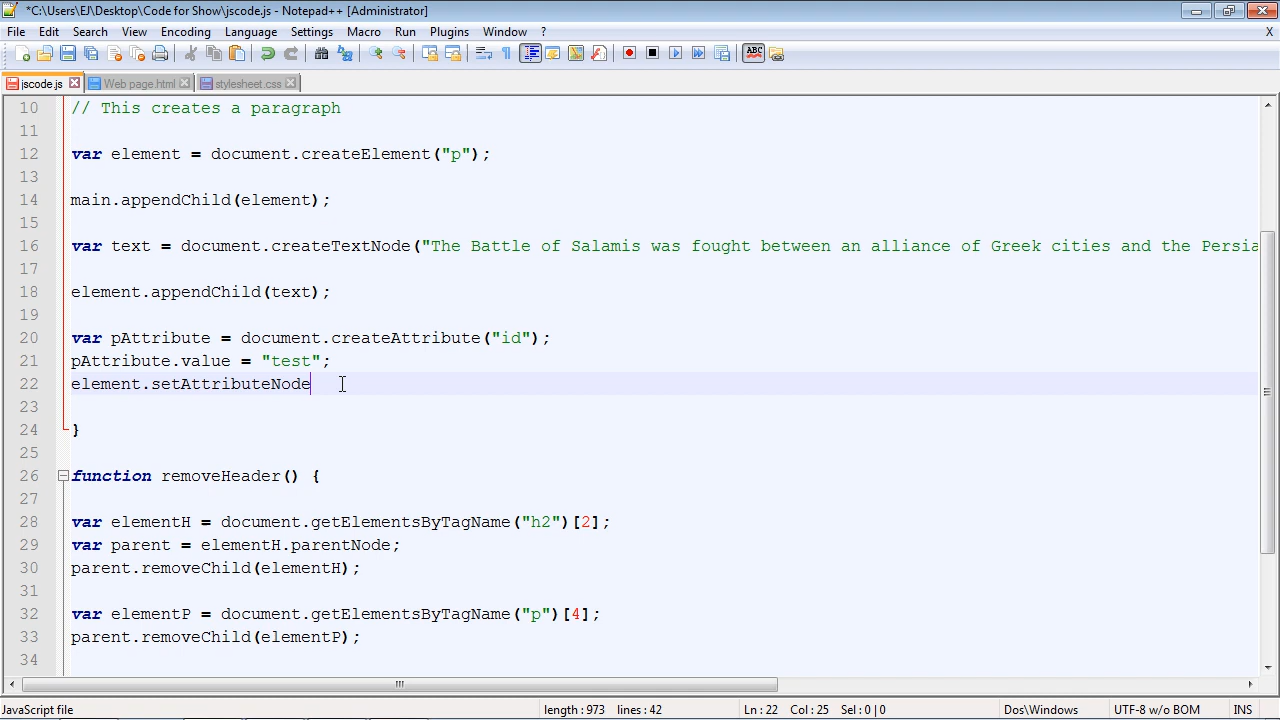 *C:\Users\EJ\Desktop\Code for Show\jscode.js - Notepad++ [Administrator]
File Edit Search View Encoding Language Settings Macro Run Plugins Window ? X
jscode.js Web page.html stylesheet.css
10 // This creates a paragraph
11
12 var element = document.createElement("p");
13
14 main.appendChild(element);
15
16 var text = document.createTextNode("The Battle of Salamis was fought between an alliance of Greek cities and the Persia
17
18 element.appendChild(text);
19
20 var pAttribute = document.createAttribute("id");
21 pAttribute.value = "test";
22 element.setAttributeNode
23
24 }
25
26 function removeHeader() {
27
28 var elementH = document.getElementsByTagName("h2")[2];
29 var parent = elementH.parentNode;
30 parent.removeChild(elementH);
31
32 var elementP = document.getElementsByTagName("p")[4];
33 parent.removeChild(elementP);
34
JavaScript file length : 973 lines : 42 Ln : 22 Col : 25 Sel : 0 | 0 Dos\Windows UTF-8 w/o BOM INS